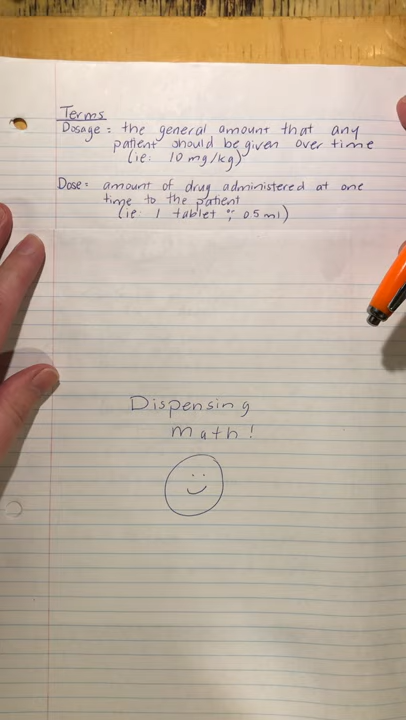 Terms
Dosage = the general amount that any
patient should be given over time
(ie: 10 mg/kg)
Dose = amount of drug administered at one
time to the patient
(ie: 1 tablet ; 0.5 ml)
Dispensing
Math!